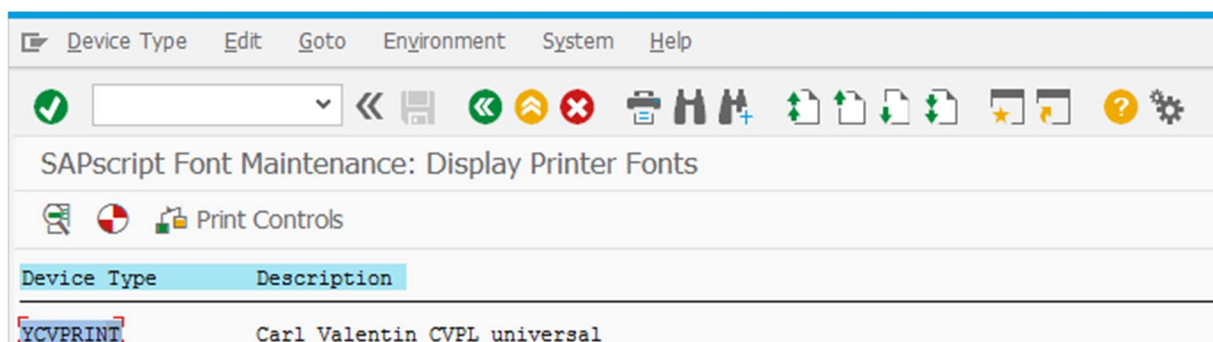 Device Type Edit Goto Environment System Help
SAPscript Font Maintenance: Display Printer Fonts
Print Controls
Device Type Description
YCVPRINT Carl Valentin CVPL universal